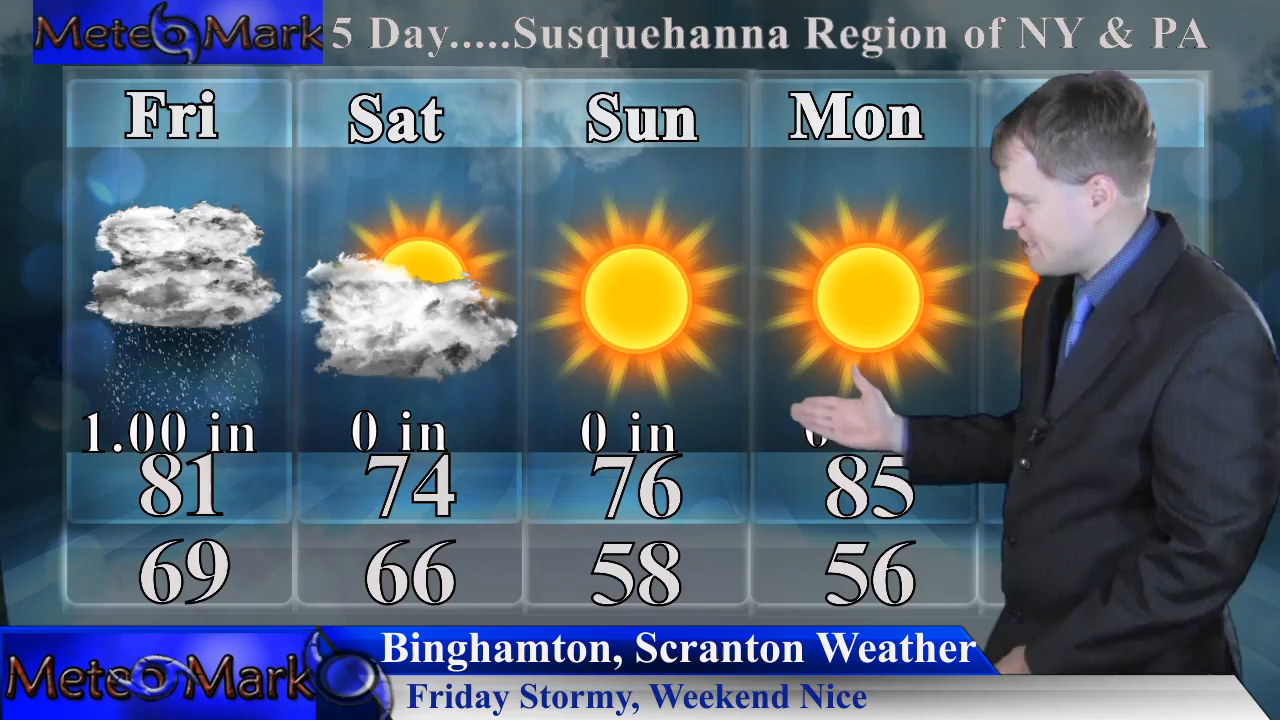 MeteoMark 5 Day.....Susquehanna Region of NY & PA
Fri Sat Sun Mon
1.00 in 0 in 0 in 0
81 74 76 85
69 66 58 56
Binghamton, Scranton Weather
MeteoMark
Friday Stormy, Weekend Nice